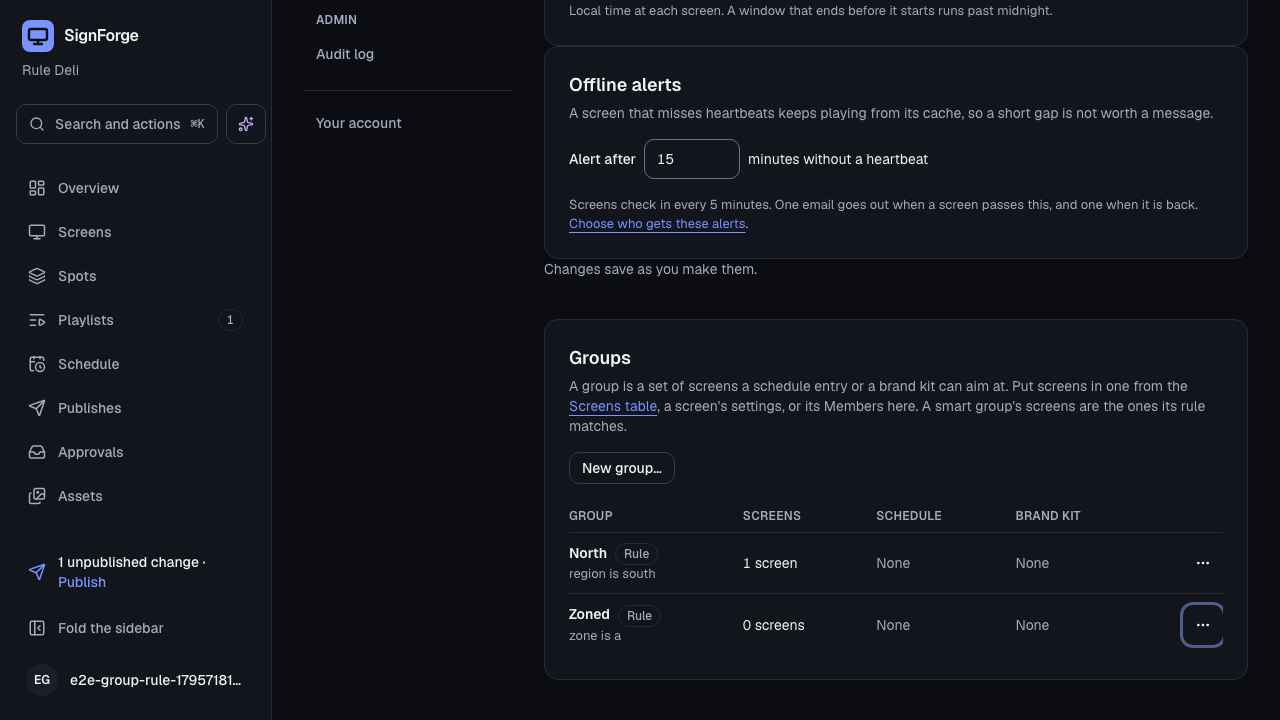 SignForge
Rule Deli
Search and actions ⌘K
Overview
Screens
Spots
Playlists 1
Schedule
Publishes
Approvals
Assets
1 unpublished change ·
Publish
Fold the sidebar
EG e2e-group-rule-17957181...
ADMIN
Audit log
Your account
Local time at each screen. A window that ends before it starts runs past midnight.
Offline alerts
A screen that misses heartbeats keeps playing from its cache, so a short gap is not worth a message.
Alert after 15 minutes without a heartbeat
Screens check in every 5 minutes. One email goes out when a screen passes this, and one when it is back.
Choose who gets these alerts.
Changes save as you make them.
Groups
A group is a set of screens a schedule entry or a brand kit can aim at. Put screens in one from the
Screens table, a screen's settings, or its Members here. A smart group's screens are the ones its rule
matches.
New group...
GROUP SCREENS SCHEDULE BRAND KIT
North Rule 1 screen None None
region is south
Zoned Rule 0 screens None None
zone is a